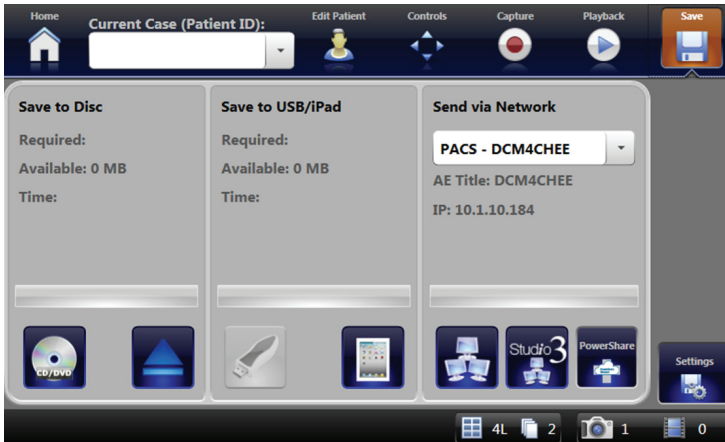 Home
Current Case (Patient ID):
Edit Patient
Controls
Capture
Playback
Save
Save to Disc
Required:
Available: 0 MB
Time:
CD/DVD
Save to USB/iPad
Required:
Available: 0 MB
Time:
Send via Network
PACS - DCM4CHEE
AE Title: DCM4CHEE
IP: 10.1.10.184
Studio3
PowerShare
Settings
4L
2
1
0